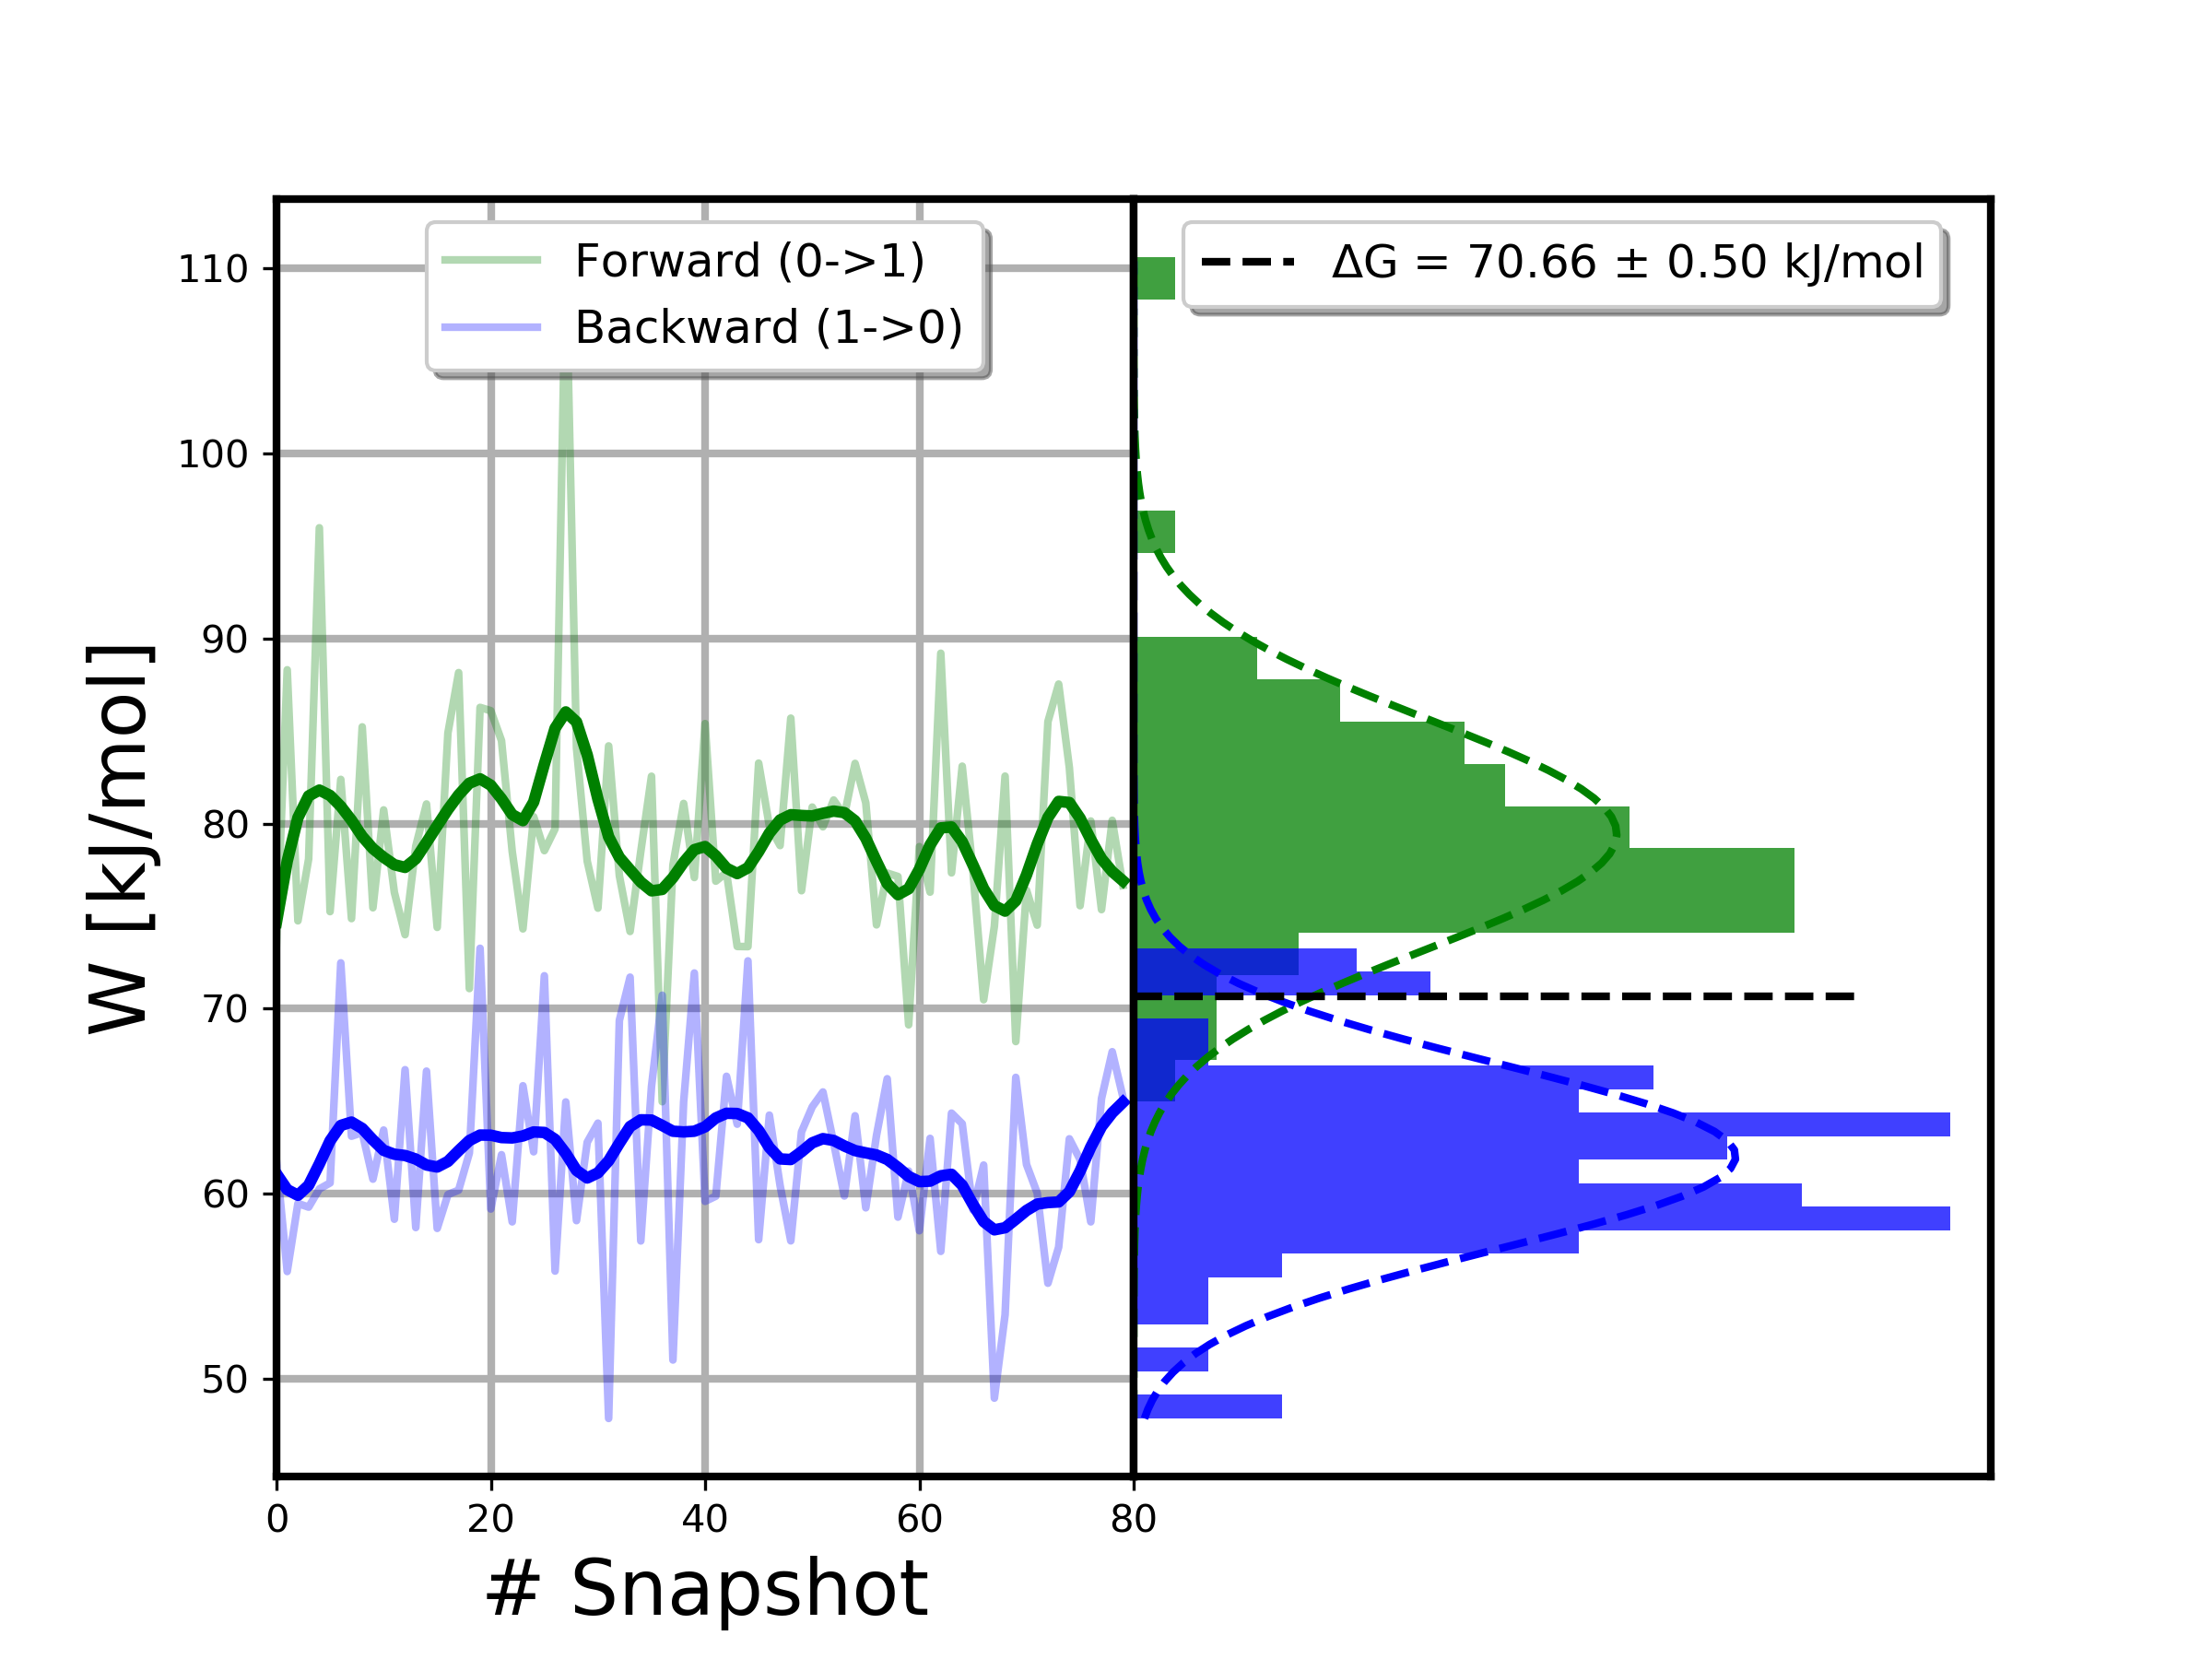 Forward (0->1)
Backward (1->0)
ΔG = 70.66 ± 0.50 kJ/mol
W [kJ/mol]
110
100
90
80
70
60
50
0 20 40 60 80
# Snapshot